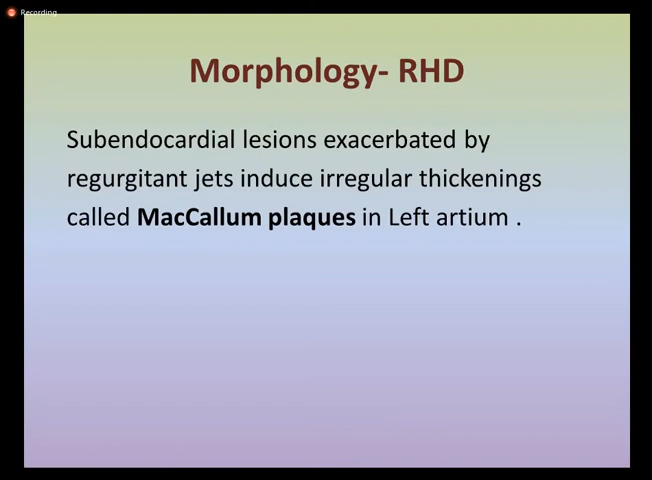 Recording
Morphology- RHD
Subendocardial lesions exacerbated by
regurgitant jets induce irregular thickenings
called MacCallum plaques in Left artium .